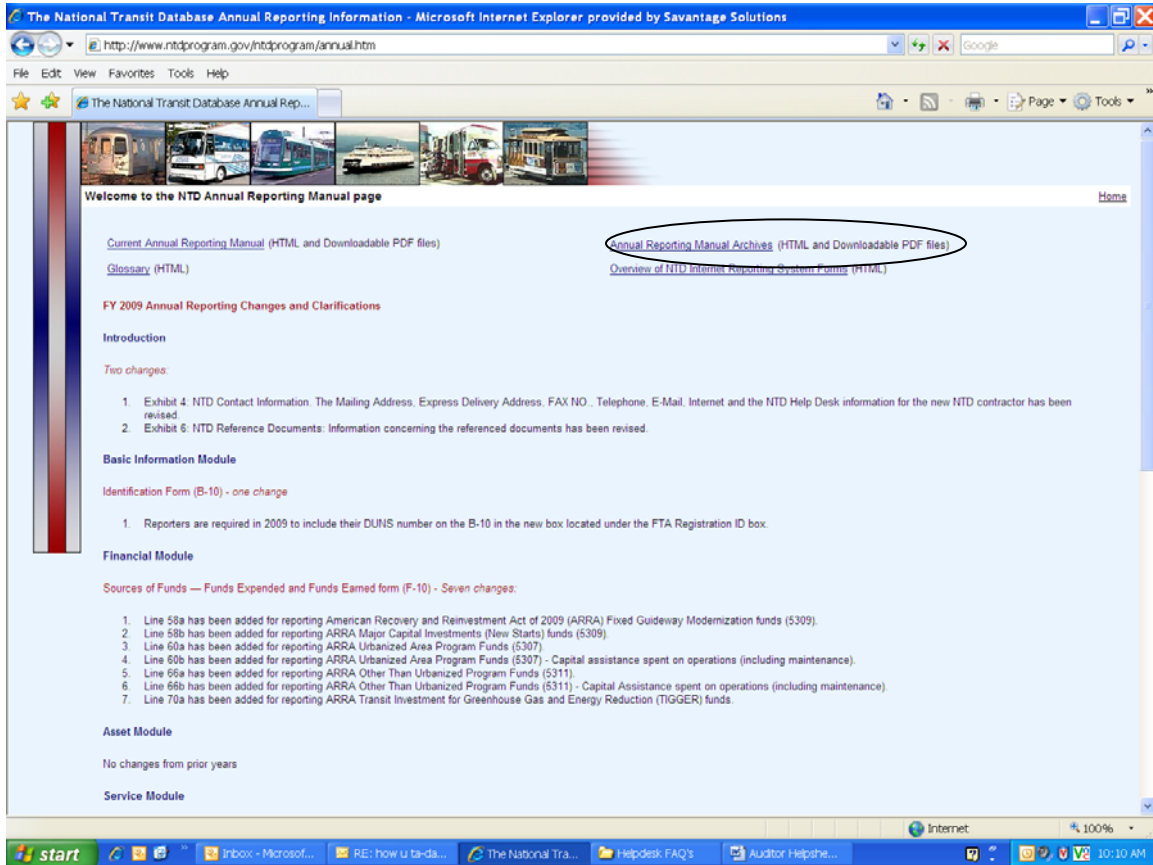 The National Transit Database Annual Reporting Information - Microsoft Internet Explorer provided by Savantage Solutions
http://www.ntdprogram.gov/ntdprogram/annual.htm
Google
File Edit View Favorites Tools Help
The National Transit Database Annual Rep...
Page Tools
Welcome to the NTD Annual Reporting Manual page
Home
Current Annual Reporting Manual (HTML and Downloadable PDF files)
Annual Reporting Manual Archives (HTML and Downloadable PDF files)
Glossary (HTML)
Overview of NTD Internet Reporting System Forms (HTML)
FY 2009 Annual Reporting Changes and Clarifications
Introduction
Two changes:
1. Exhibit 4: NTD Contact Information. The Mailing Address, Express Delivery Address, FAX NO., Telephone, E-Mail, Internet and the NTD Help Desk information for the new NTD contractor has been
revised.
2. Exhibit 6: NTD Reference Documents: Information concerning the referenced documents has been revised.
Basic Information Module
Identification Form (B-10) - one change
1. Reporters are required in 2009 to include their DUNS number on the B-10 in the new box located under the FTA Registration ID box.
Financial Module
Sources of Funds — Funds Expended and Funds Earned form (F-10) - Seven changes:
1. Line 58a has been added for reporting American Recovery and Reinvestment Act of 2009 (ARRA) Fixed Guideway Modernization funds (5309).
2. Line 58b has been added for reporting ARRA Major Capital Investments (New Starts) funds (5309).
3. Line 60a has been added for reporting ARRA Urbanized Area Program Funds (5307).
4. Line 60b has been added for reporting ARRA Urbanized Area Program Funds (5307) - Capital assistance spent on operations (including maintenance).
5. Line 66a has been added for reporting ARRA Other Than Urbanized Program Funds (5311).
6. Line 66b has been added for reporting ARRA Other Than Urbanized Program Funds (5311) - Capital Assistance spent on operations (including maintenance).
7. Line 70a has been added for reporting ARRA Transit Investment for Greenhouse Gas and Energy Reduction (TIGGER) funds.
Asset Module
No changes from prior years
Service Module
Internet
100%
start
Inbox - Microsof...
RE: how u ta-da...
The National Tra...
Helpdesk FAQ's
Auditor Helpshe...
10:10 AM